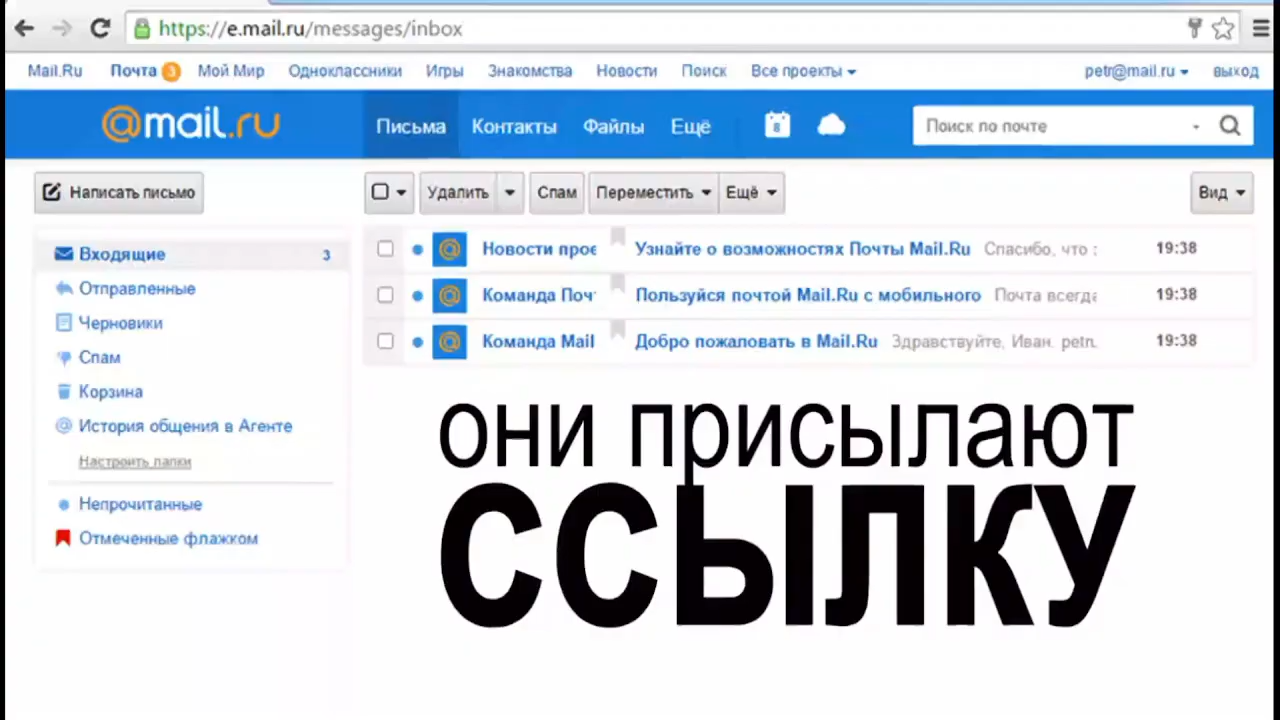 https://e.mail.ru/messages/inbox
Mail.Ru Почта 3 Мой Мир Одноклассники Игры Знакомства Новости Поиск Все проекты petr@mail.ru выход
@mail.ru Письма Контакты Файлы Ещё 8 Поиск по почте
Написать письмо Удалить Спам Переместить Ещё Вид
Входящие 3
Отправленные
Черновики
Спам
Корзина
История общения в Агенте
Настроить папки
Непрочитанные
Отмеченные флажком
Новости прое Узнайте о возможностях Почты Mail.Ru Спасибо, что 19:38
Команда Поч Пользуйся почтой Mail.Ru с мобильного Почта всегда 19:38
Команда Mail Добро пожаловать в Mail.Ru Здравствуйте, Иван. petr 19:38
они присылают
ССЫЛКУ